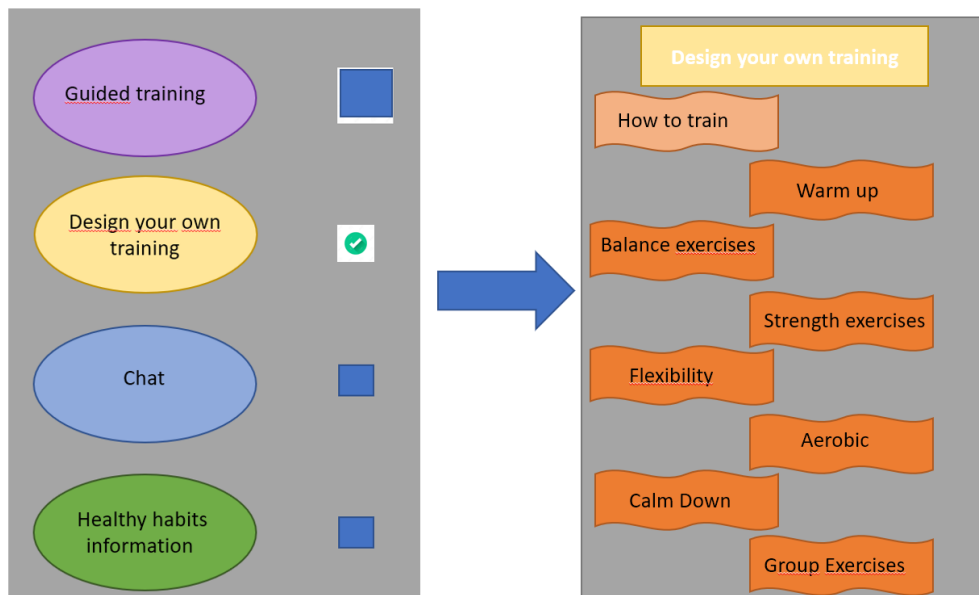 Guided training
Design your own
training
Chat
Healthy habits
information
Design your own training
How to train
Warm up
Balance exercises
Strength exercises
Flexibility
Aerobic
Calm Down
Group Exercises